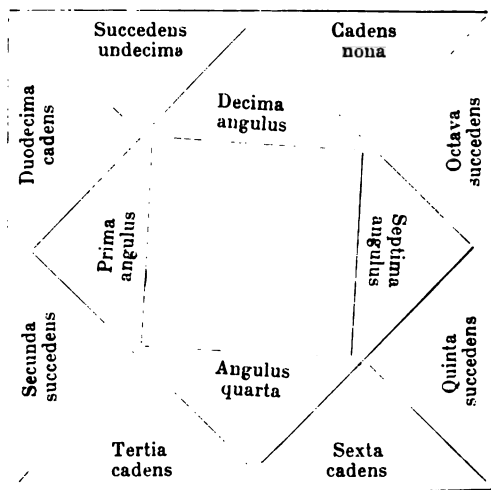 Succedens
undecima
Cadens
nona
Duodecima
cadens
Decima
angulus
Octava
succedens
Prima
angulus
Septima
angulus
Secunda
succedens
Angulus
quarta
Quinta
succedens
Tertia
cadens
Sexta
cadens